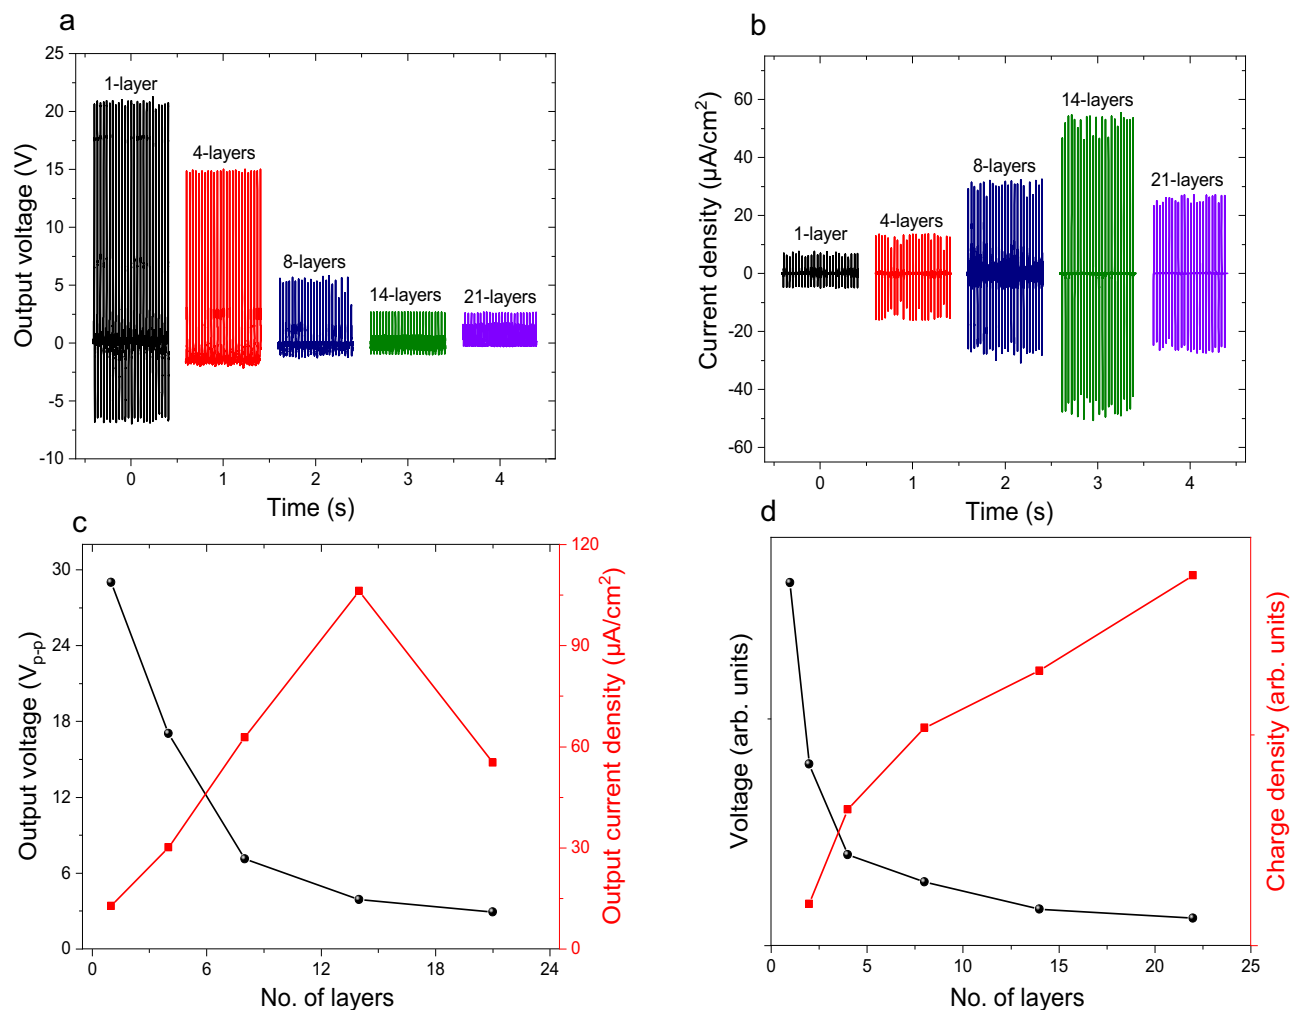 a
25
20
15
10
5
0
-5
-10
Output voltage (V)
1-layer
4-layers
8-layers
14-layers
21-layers
0 1 2 3 4
Time (s)
b
60
40
20
0
-20
-40
-60
Current density (µA/cm²)
1-layer
4-layers
8-layers
14-layers
21-layers
0 1 2 3 4
Time (s)
c
30
24
18
12
6
0
Output voltage (Vp-p)
120
90
60
30
0
Output current density (µA/cm²)
0 6 12 18 24
No. of layers
d
Voltage (arb. units)
Charge density (arb. units)
0 5 10 15 20 25
No. of layers